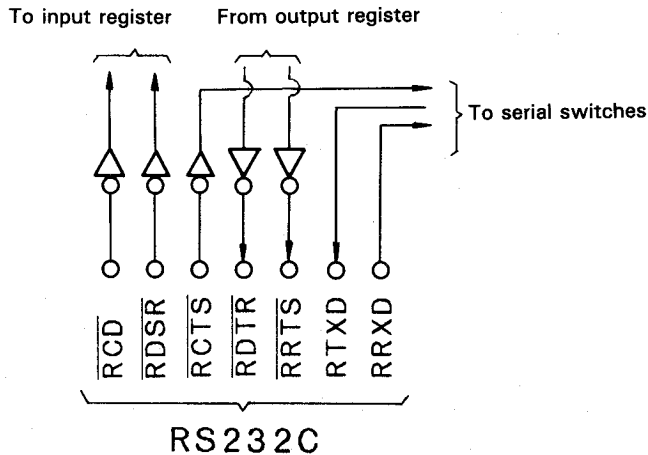 To input register
From output register
To serial switches
RCD
RDSR
RCTS
RDTR
RRTS
RTXD
RRXD
RS232C